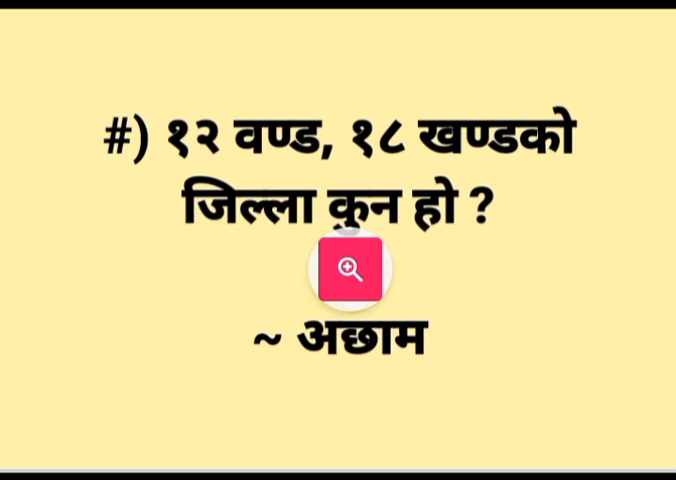 #) १२ वण्ड, १८ खण्डको
जिल्ला कुन हो ?
~ अछाम